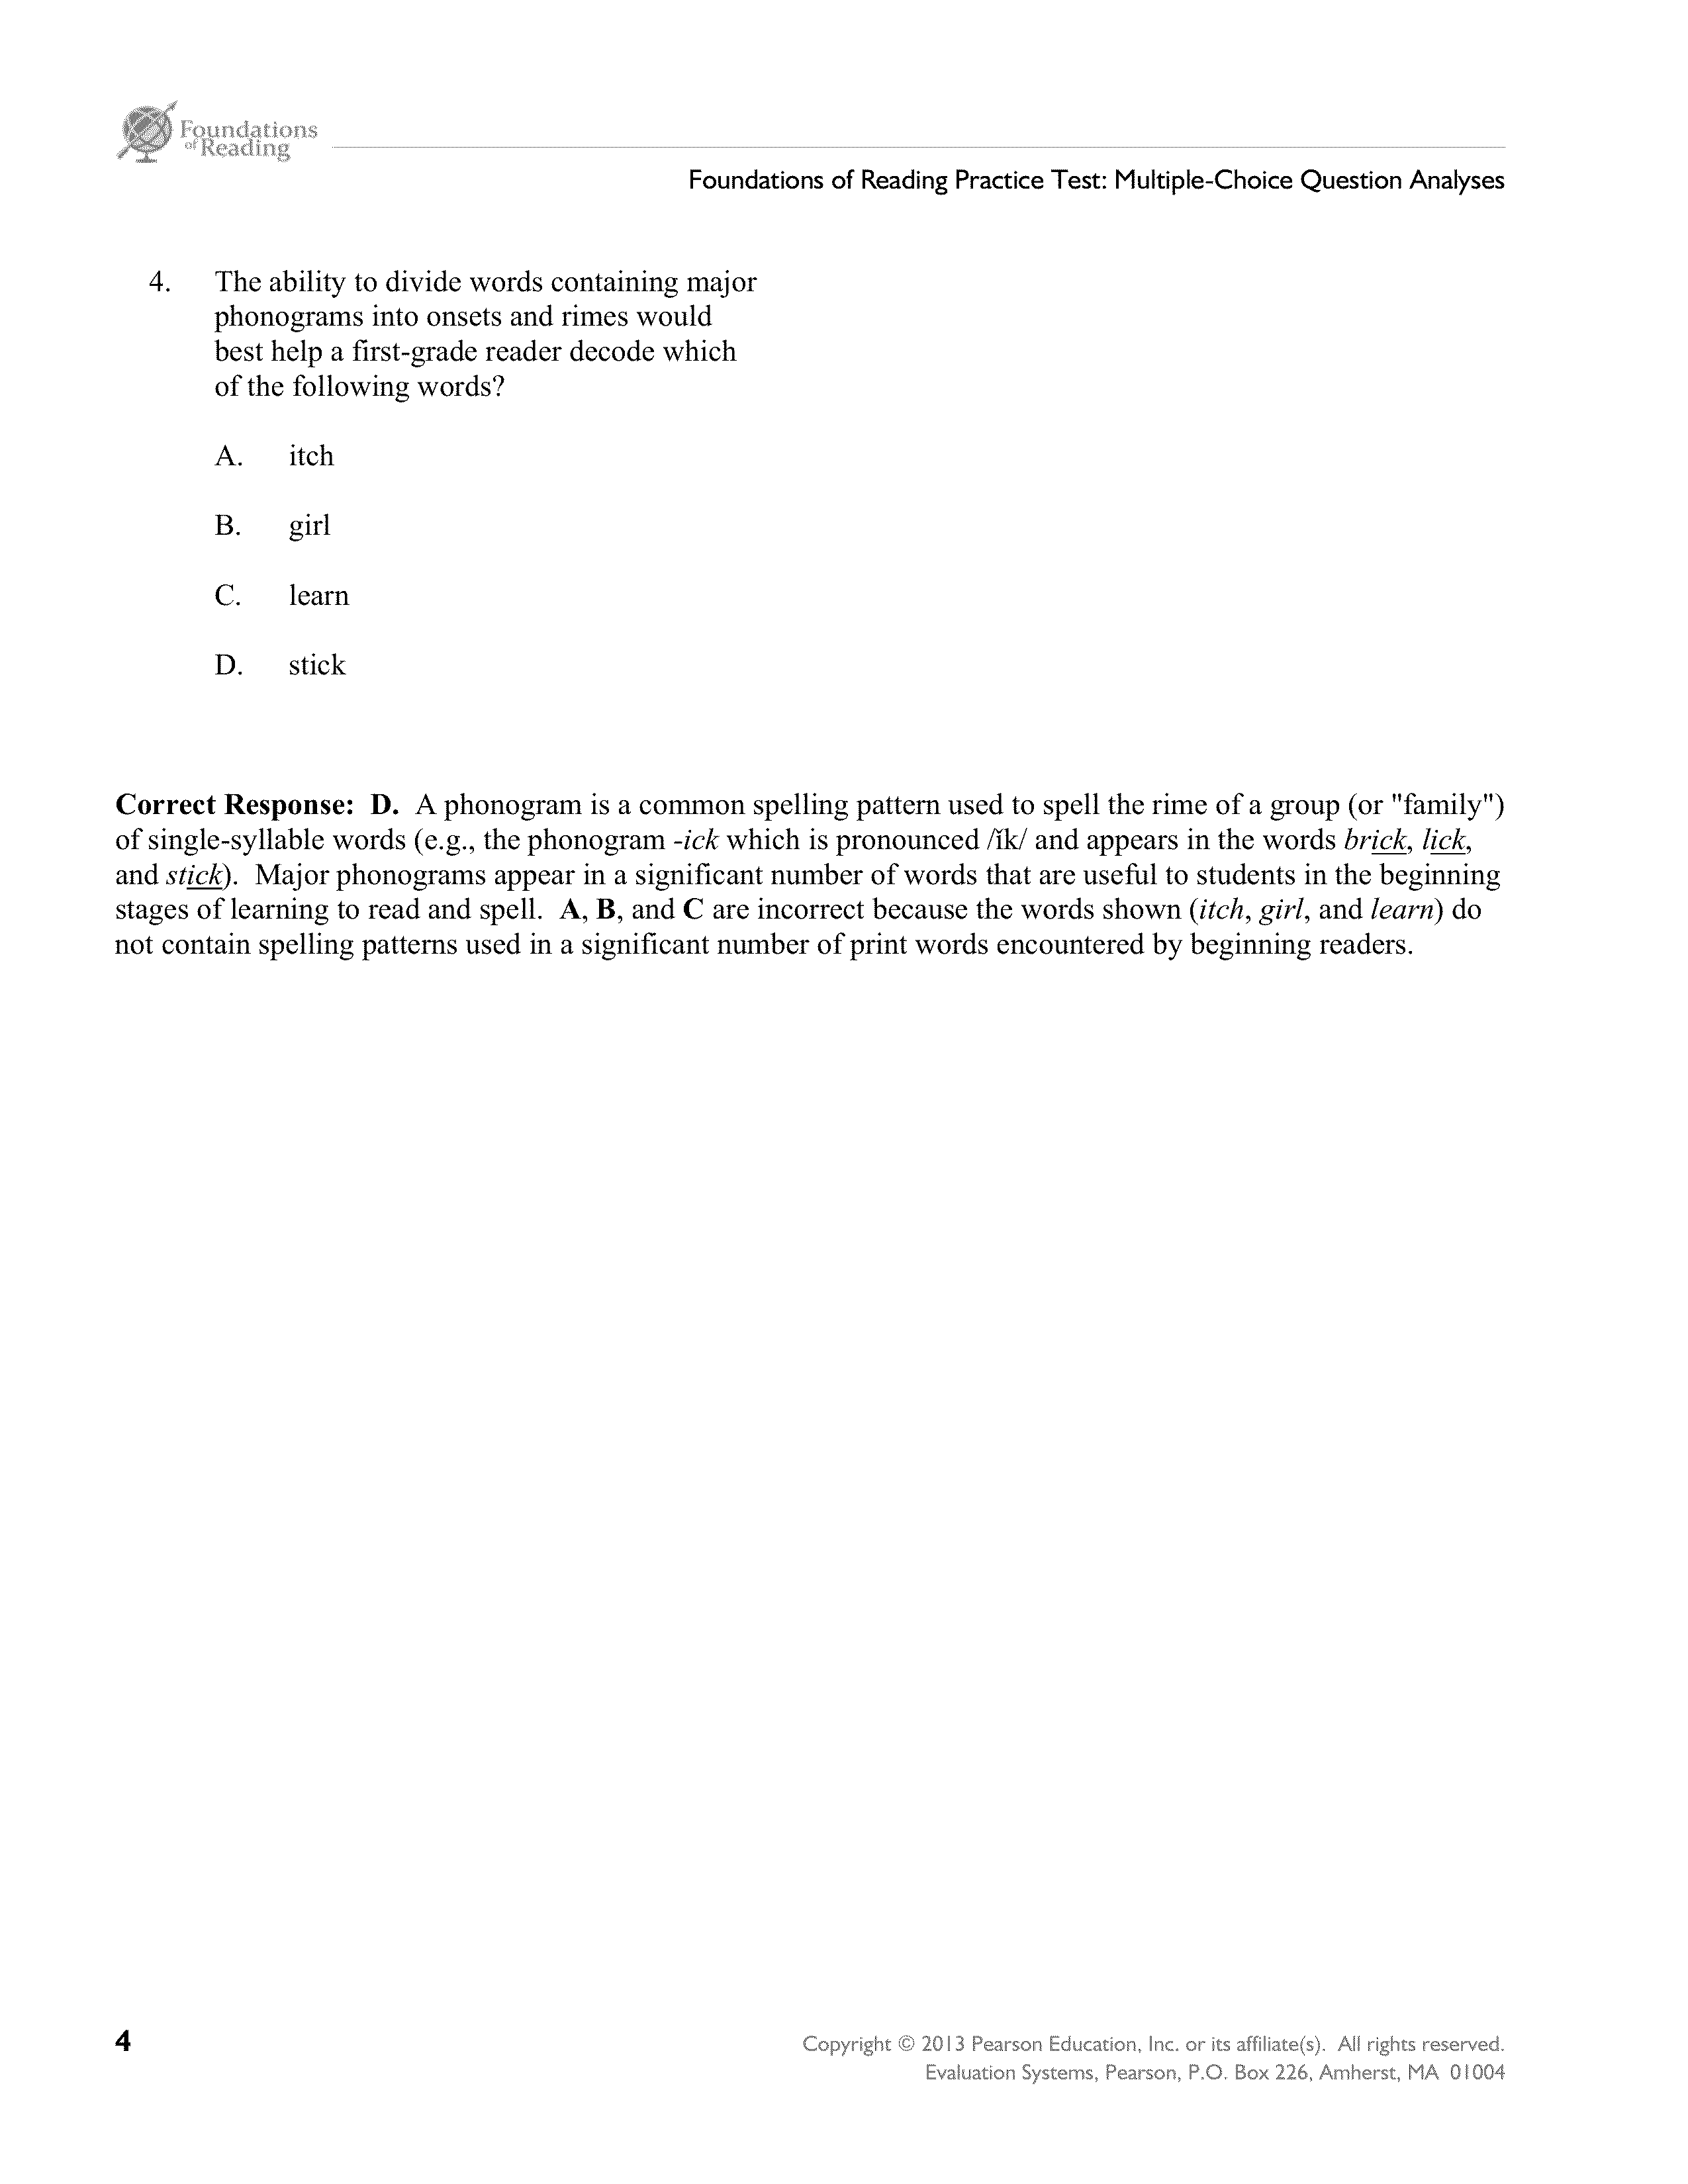 Foundations
of Reading
Foundations of Reading Practice Test: Multiple-Choice Question Analyses
4. The ability to divide words containing major
phonograms into onsets and rimes would
best help a first-grade reader decode which
of the following words?
A. itch
B. girl
C. learn
D. stick
Correct Response: D. A phonogram is a common spelling pattern used to spell the rime of a group (or "family")
of single-syllable words (e.g., the phonogram -ick which is pronounced /ĭk/ and appears in the words brick, lick,
and stick). Major phonograms appear in a significant number of words that are useful to students in the beginning
stages of learning to read and spell. A, B, and C are incorrect because the words shown (itch, girl, and learn) do
not contain spelling patterns used in a significant number of print words encountered by beginning readers.
4
Copyright © 2013 Pearson Education, Inc. or its affiliate(s). All rights reserved.
Evaluation Systems, Pearson, P.O. Box 226, Amherst, MA 01004